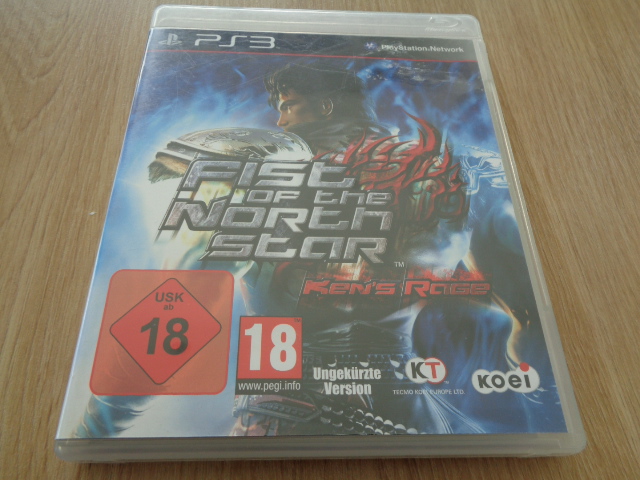 PS3
PlayStation Network
Fist
of the
North
Star
TM
Ken's Rage
USK
ab
18
18
www.pegi.info
Ungekürzte
Version
KT
TECMO KOEI EUROPE LTD.
KOEI